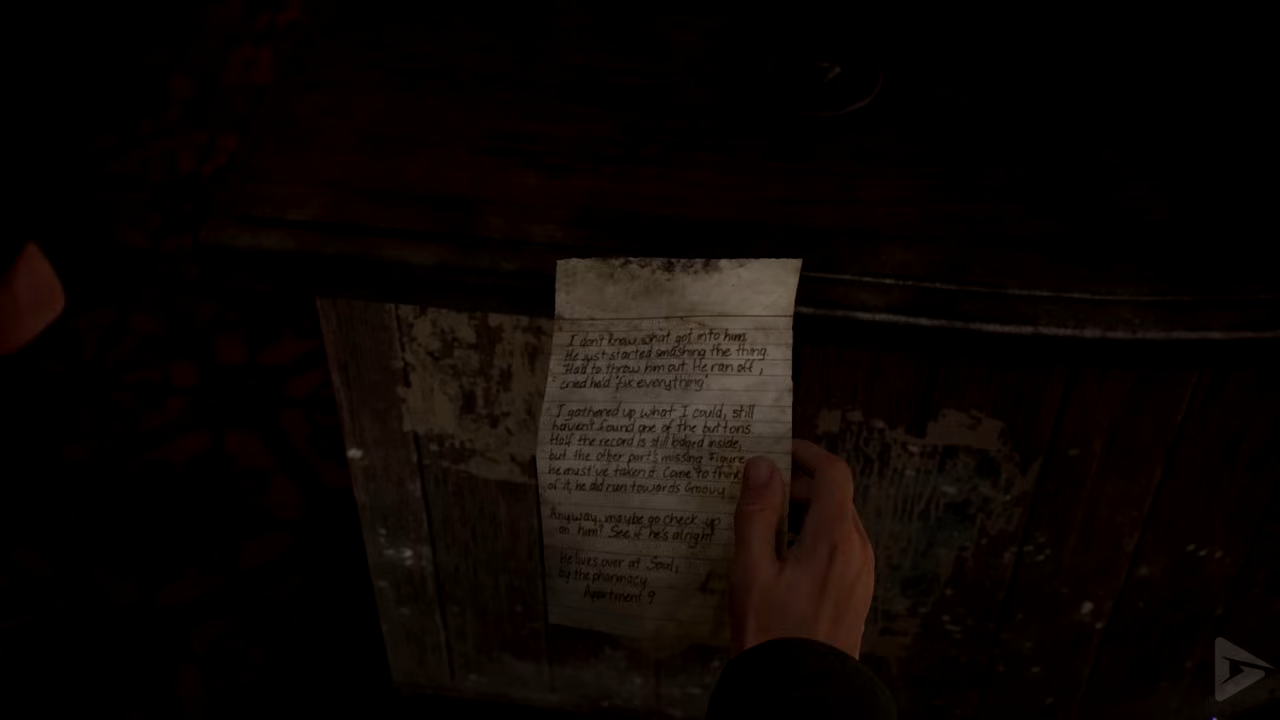 I don't know what got into him.
He just started smashing the thing.
Had to throw him out. He ran off,
cried he'd "fix everything"
I gathered up what I could, still
haven't found one of the buttons.
Half the record is still lodged inside,
but the other part's missing. Figure
he must've taken it. Come to think
of it, he did run towards Groovy
Anyway, maybe go check up
on him? See if he's alright
He lives over at Saul,
by the pharmacy
Apartment 9